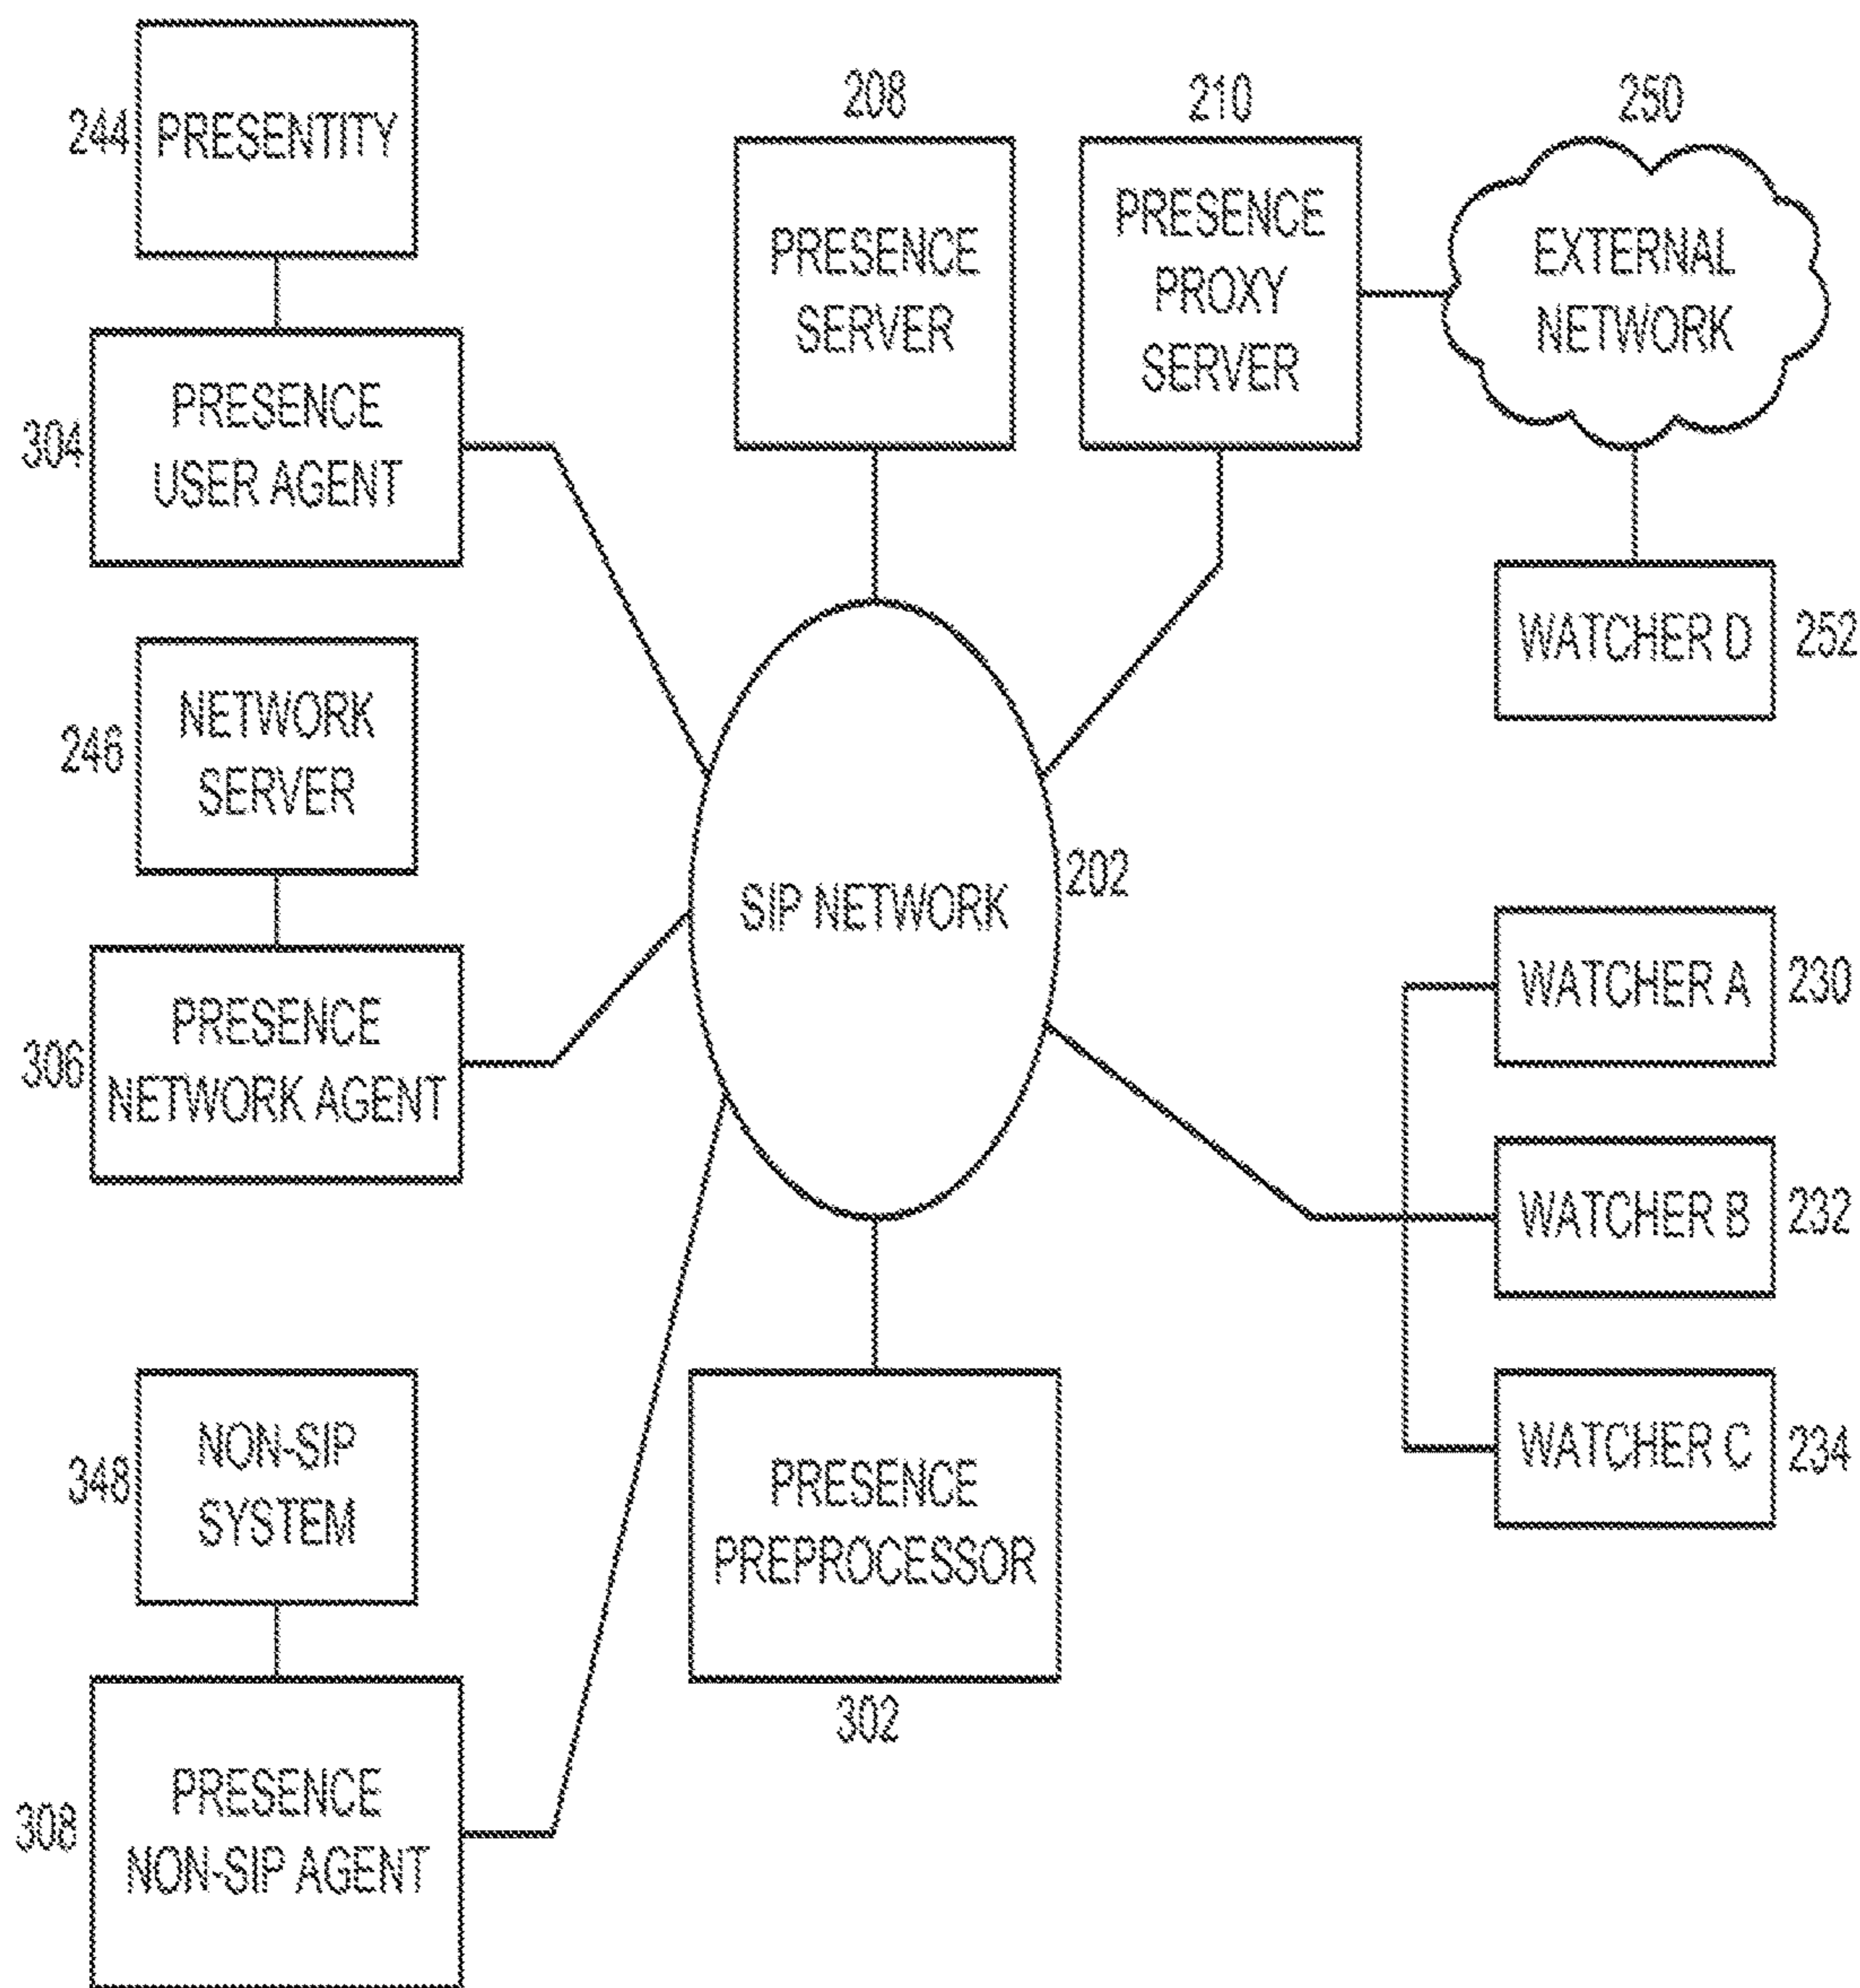 244
PRESENTITY
304
PRESENCE
USER AGENT
208
PRESENCE
SERVER
210
PRESENCE
PROXY
SERVER
250
EXTERNAL
NETWORK
WATCHER D
252
246
NETWORK
SERVER
306
PRESENCE
NETWORK AGENT
SIP NETWORK
202
WATCHER A
230
WATCHER B
232
WATCHER C
234
348
NON-SIP
SYSTEM
308
PRESENCE
NON-SIP AGENT
PRESENCE
PREPROCESSOR
302